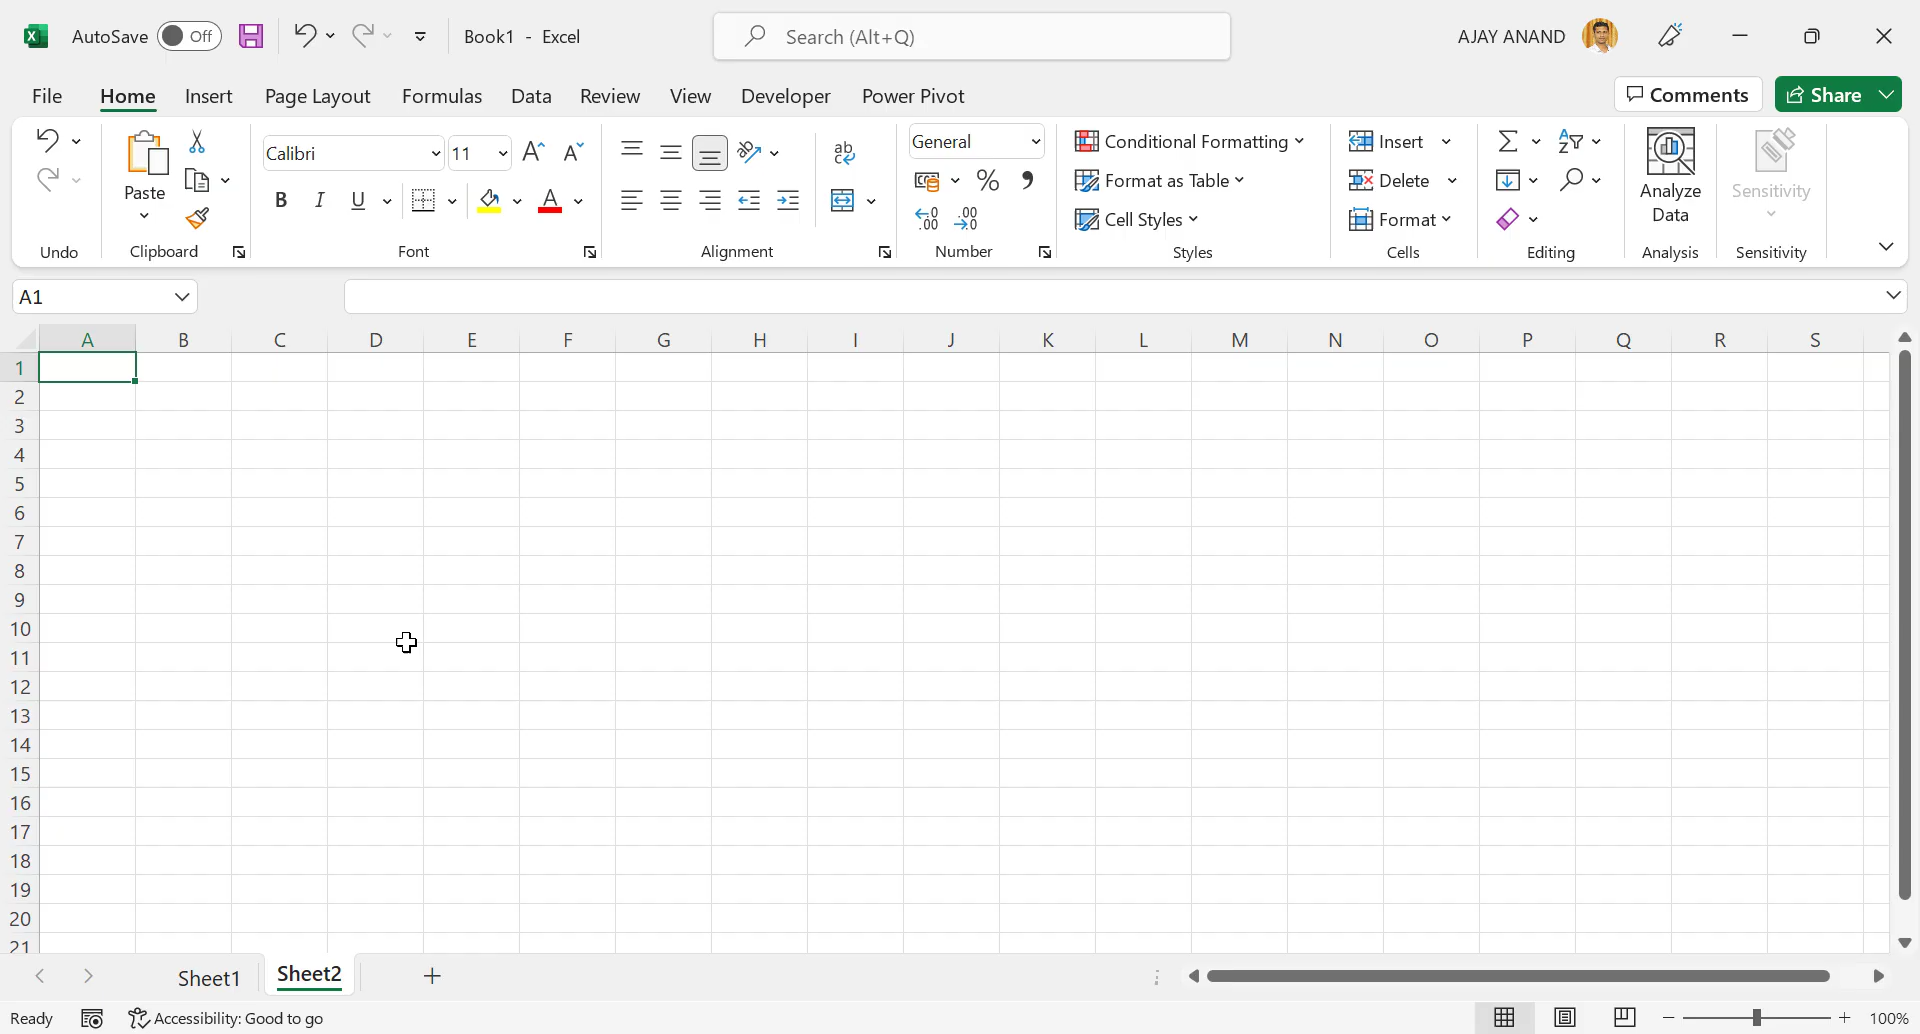 AutoSave Off Book1 - Excel Search (Alt+Q) AJAY ANAND
File Home Insert Page Layout Formulas Data Review View Developer Power Pivot Comments Share
Calibri 11 General Conditional Formatting Insert
Paste Format as Table Delete Analyze Data Sensitivity
B I U A ab c % Cell Styles Format
Undo Clipboard Font Alignment Number Styles Cells Editing Analysis Sensitivity
A1
A B C D E F G H I J K L M N O P Q R S
1
2
3
4
5
6
7
8
9
10
11
12
13
14
15
16
17
18
19
20
21
Sheet1 Sheet2
Ready Accessibility: Good to go 100%